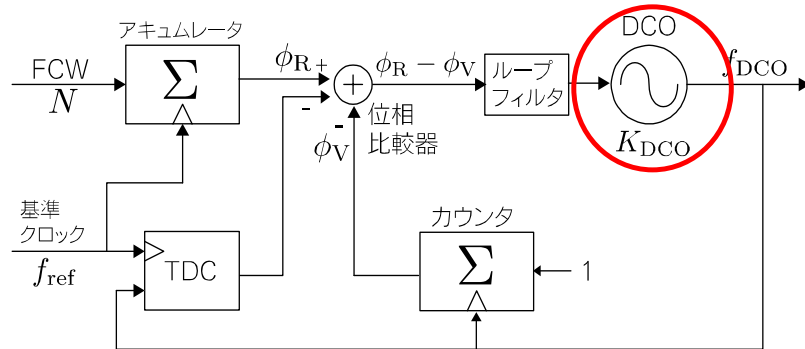 アキュムレータ
FCW
N
Σ
ϕR
+
-
+
ϕR − ϕV
ループ
フィルタ
DCO
KDCO
fDCO
位相
比較器
-
ϕV
基準
クロック
fref
TDC
カウンタ
Σ
1